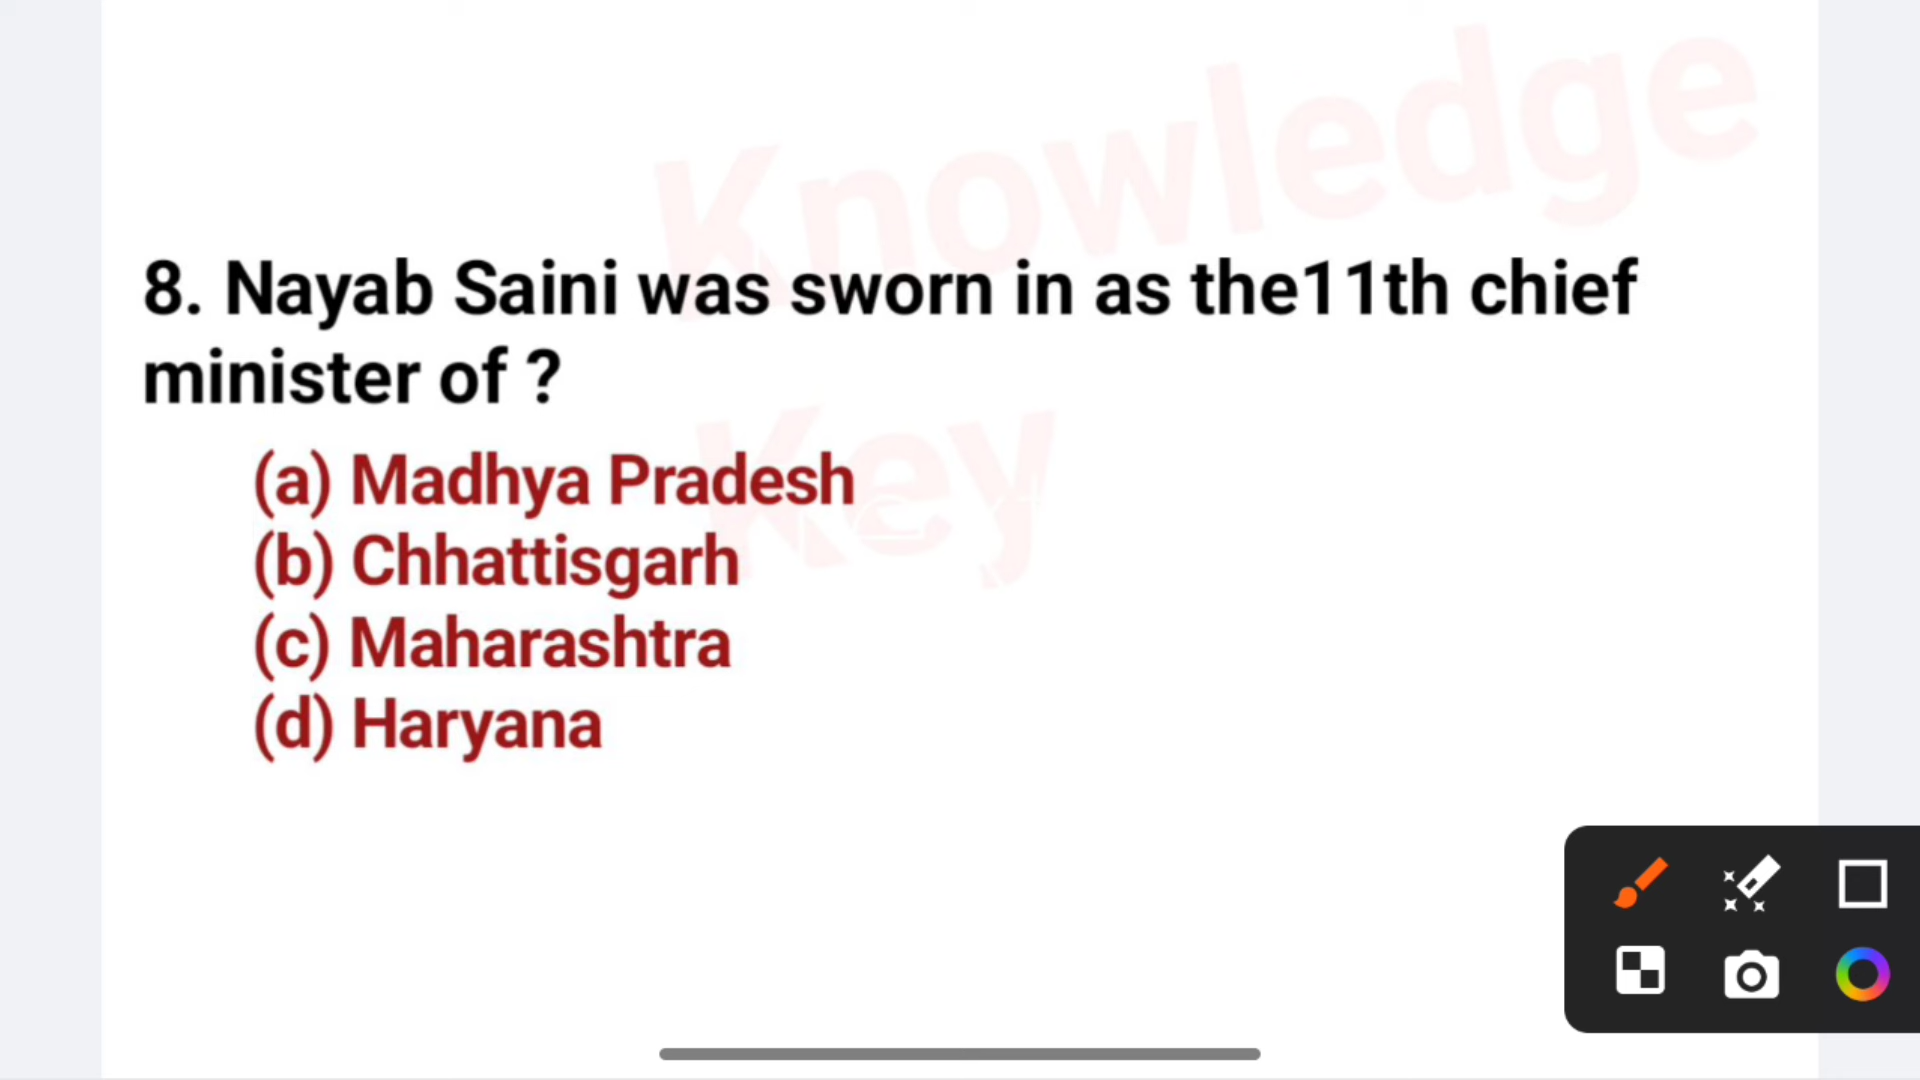 Knowledge
8. Nayab Saini was sworn in as the11th chief
minister of ?
Key
(a) Madhya Pradesh
(b) Chhattisgarh
(c) Maharashtra
(d) Haryana